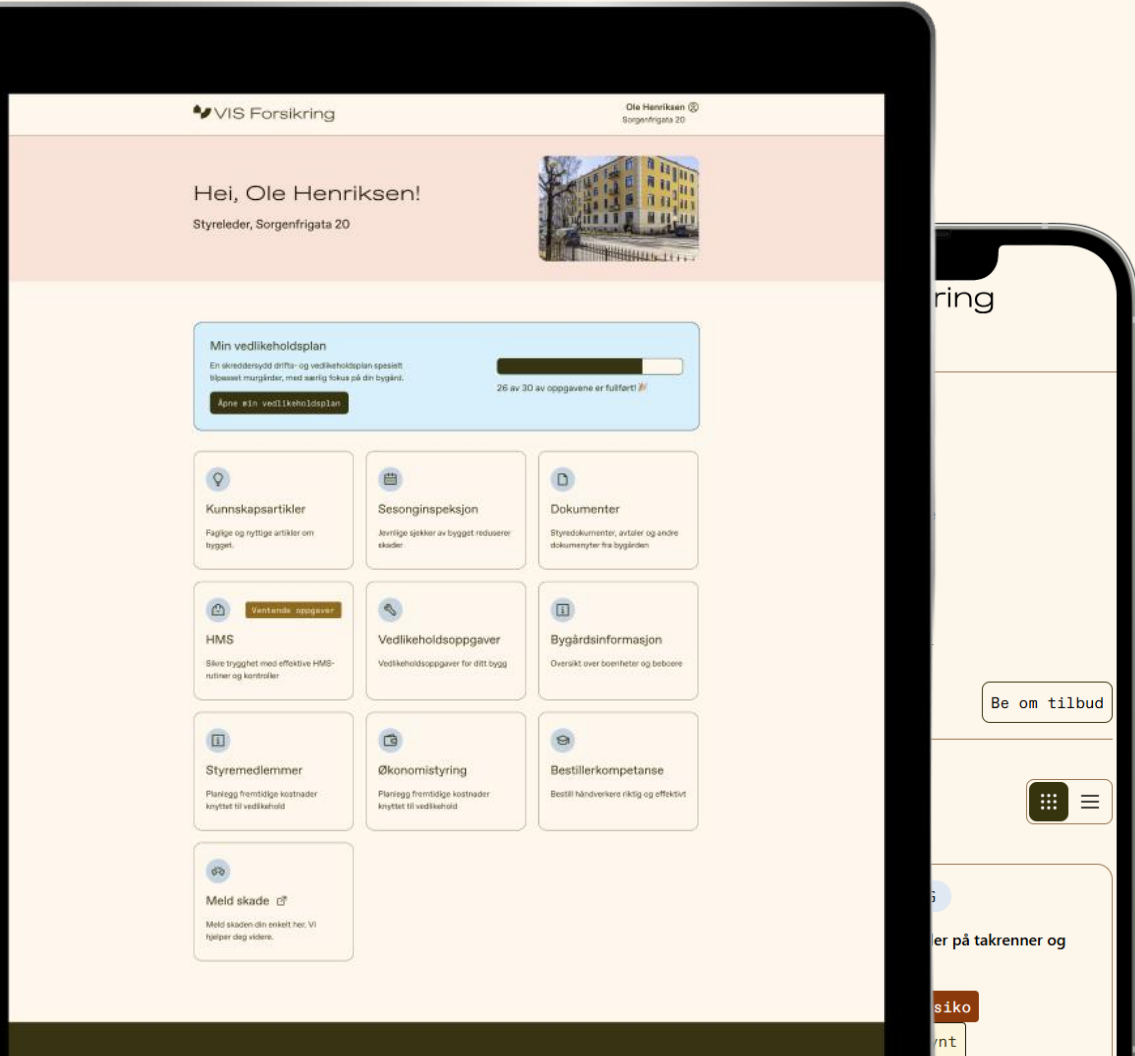 VIS Forsikring
Ole Henriksen
Sorgenfrigata 20
Hei, Ole Henriksen!
Styreleder, Sorgenfrigata 20
Min vedlikeholdsplan
En skreddersydd drifts- og vedlikeholdsplan spesielt
tilpasset murgårder, med særlig fokus på din bygård.
Åpne min vedlikeholdsplan
26 av 30 av oppgavene er fullført! 🎉
Kunnskapsartikler
Faglige og nyttige artikler om
bygget.
Sesonginspeksjon
Jevnlige sjekker av bygget reduserer
skader
Dokumenter
Styredokumenter, avtaler og andre
dokumenyter fra bygården
Ventende oppgaver
HMS
Sikre trygghet med effektive HMS-
rutiner og kontroller
Vedlikeholdsoppgaver
Vedlikeholdsoppgaver for ditt bygg
Bygårdsinformasjon
Oversikt over boenheter og beboere
Styremedlemmer
Planlegg fremtidige kostnader
knyttet til vedlikehold
Økonomistyring
Planlegg fremtidige kostnader
knyttet til vedlikehold
Bestillerkompetanse
Bestill håndverkere riktig og effektivt
Meld skade
Meld skaden din enkelt her. Vi
hjelper deg videre.
ring
Be om tilbud
er på takrenner og
siko
ynt